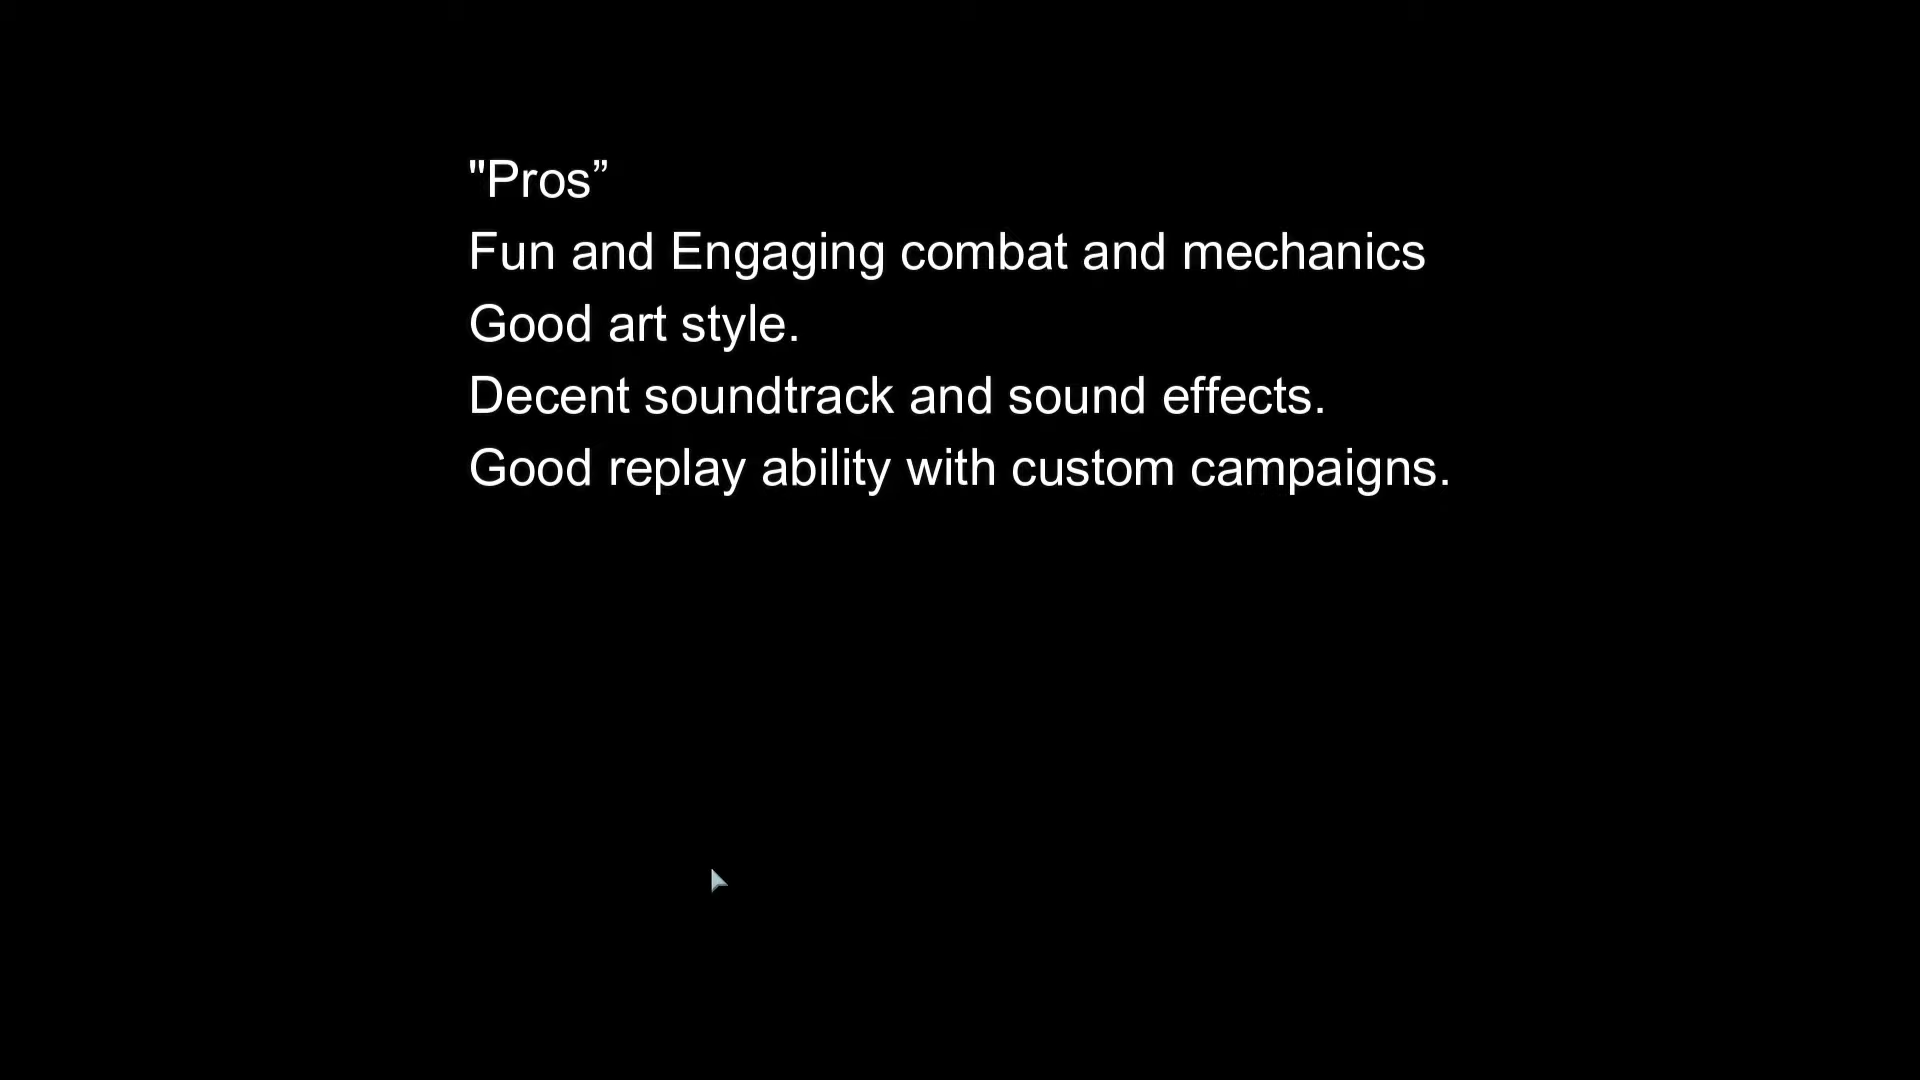 "Pros”
Fun and Engaging combat and mechanics
Good art style.
Decent soundtrack and sound effects.
Good replay ability with custom campaigns.